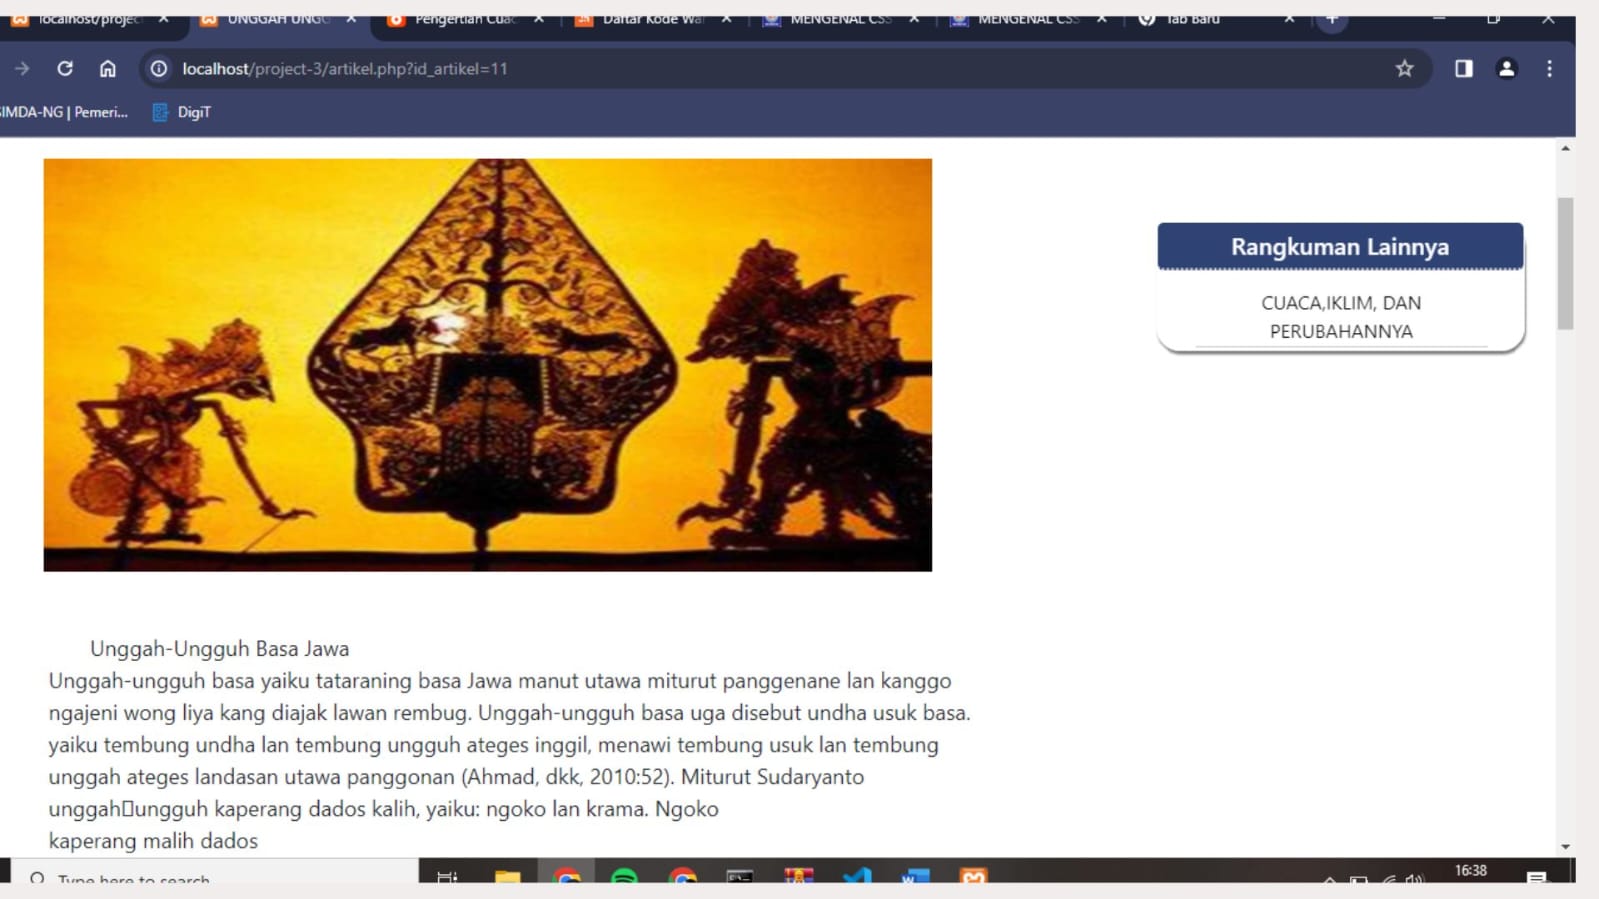 localhost/projec
UNGGAH UNGG
Pengertian Cuac
Daftar Kode War
MENGENAL CSS
MENGENAL CSS
Tab Baru
localhost/project-3/artikel.php?id_artikel=11
SIMDA-NG | Pemeri...
DigiT
Rangkuman Lainnya
CUACA,IKLIM, DAN
PERUBAHANNYA
Unggah-Ungguh Basa Jawa
Unggah-ungguh basa yaiku tataraning basa Jawa manut utawa miturut panggenane lan kanggo
ngajeni wong liya kang diajak lawan rembug. Unggah-ungguh basa uga disebut undha usuk basa.
yaiku tembung undha lan tembung ungguh ateges inggil, menawi tembung usuk lan tembung
unggah ateges landasan utawa panggonan (Ahmad, dkk, 2010:52). Miturut Sudaryanto
unggah▯ungguh kaperang dados kalih, yaiku: ngoko lan krama. Ngoko
kaperang malih dados
Type here to search
16:38